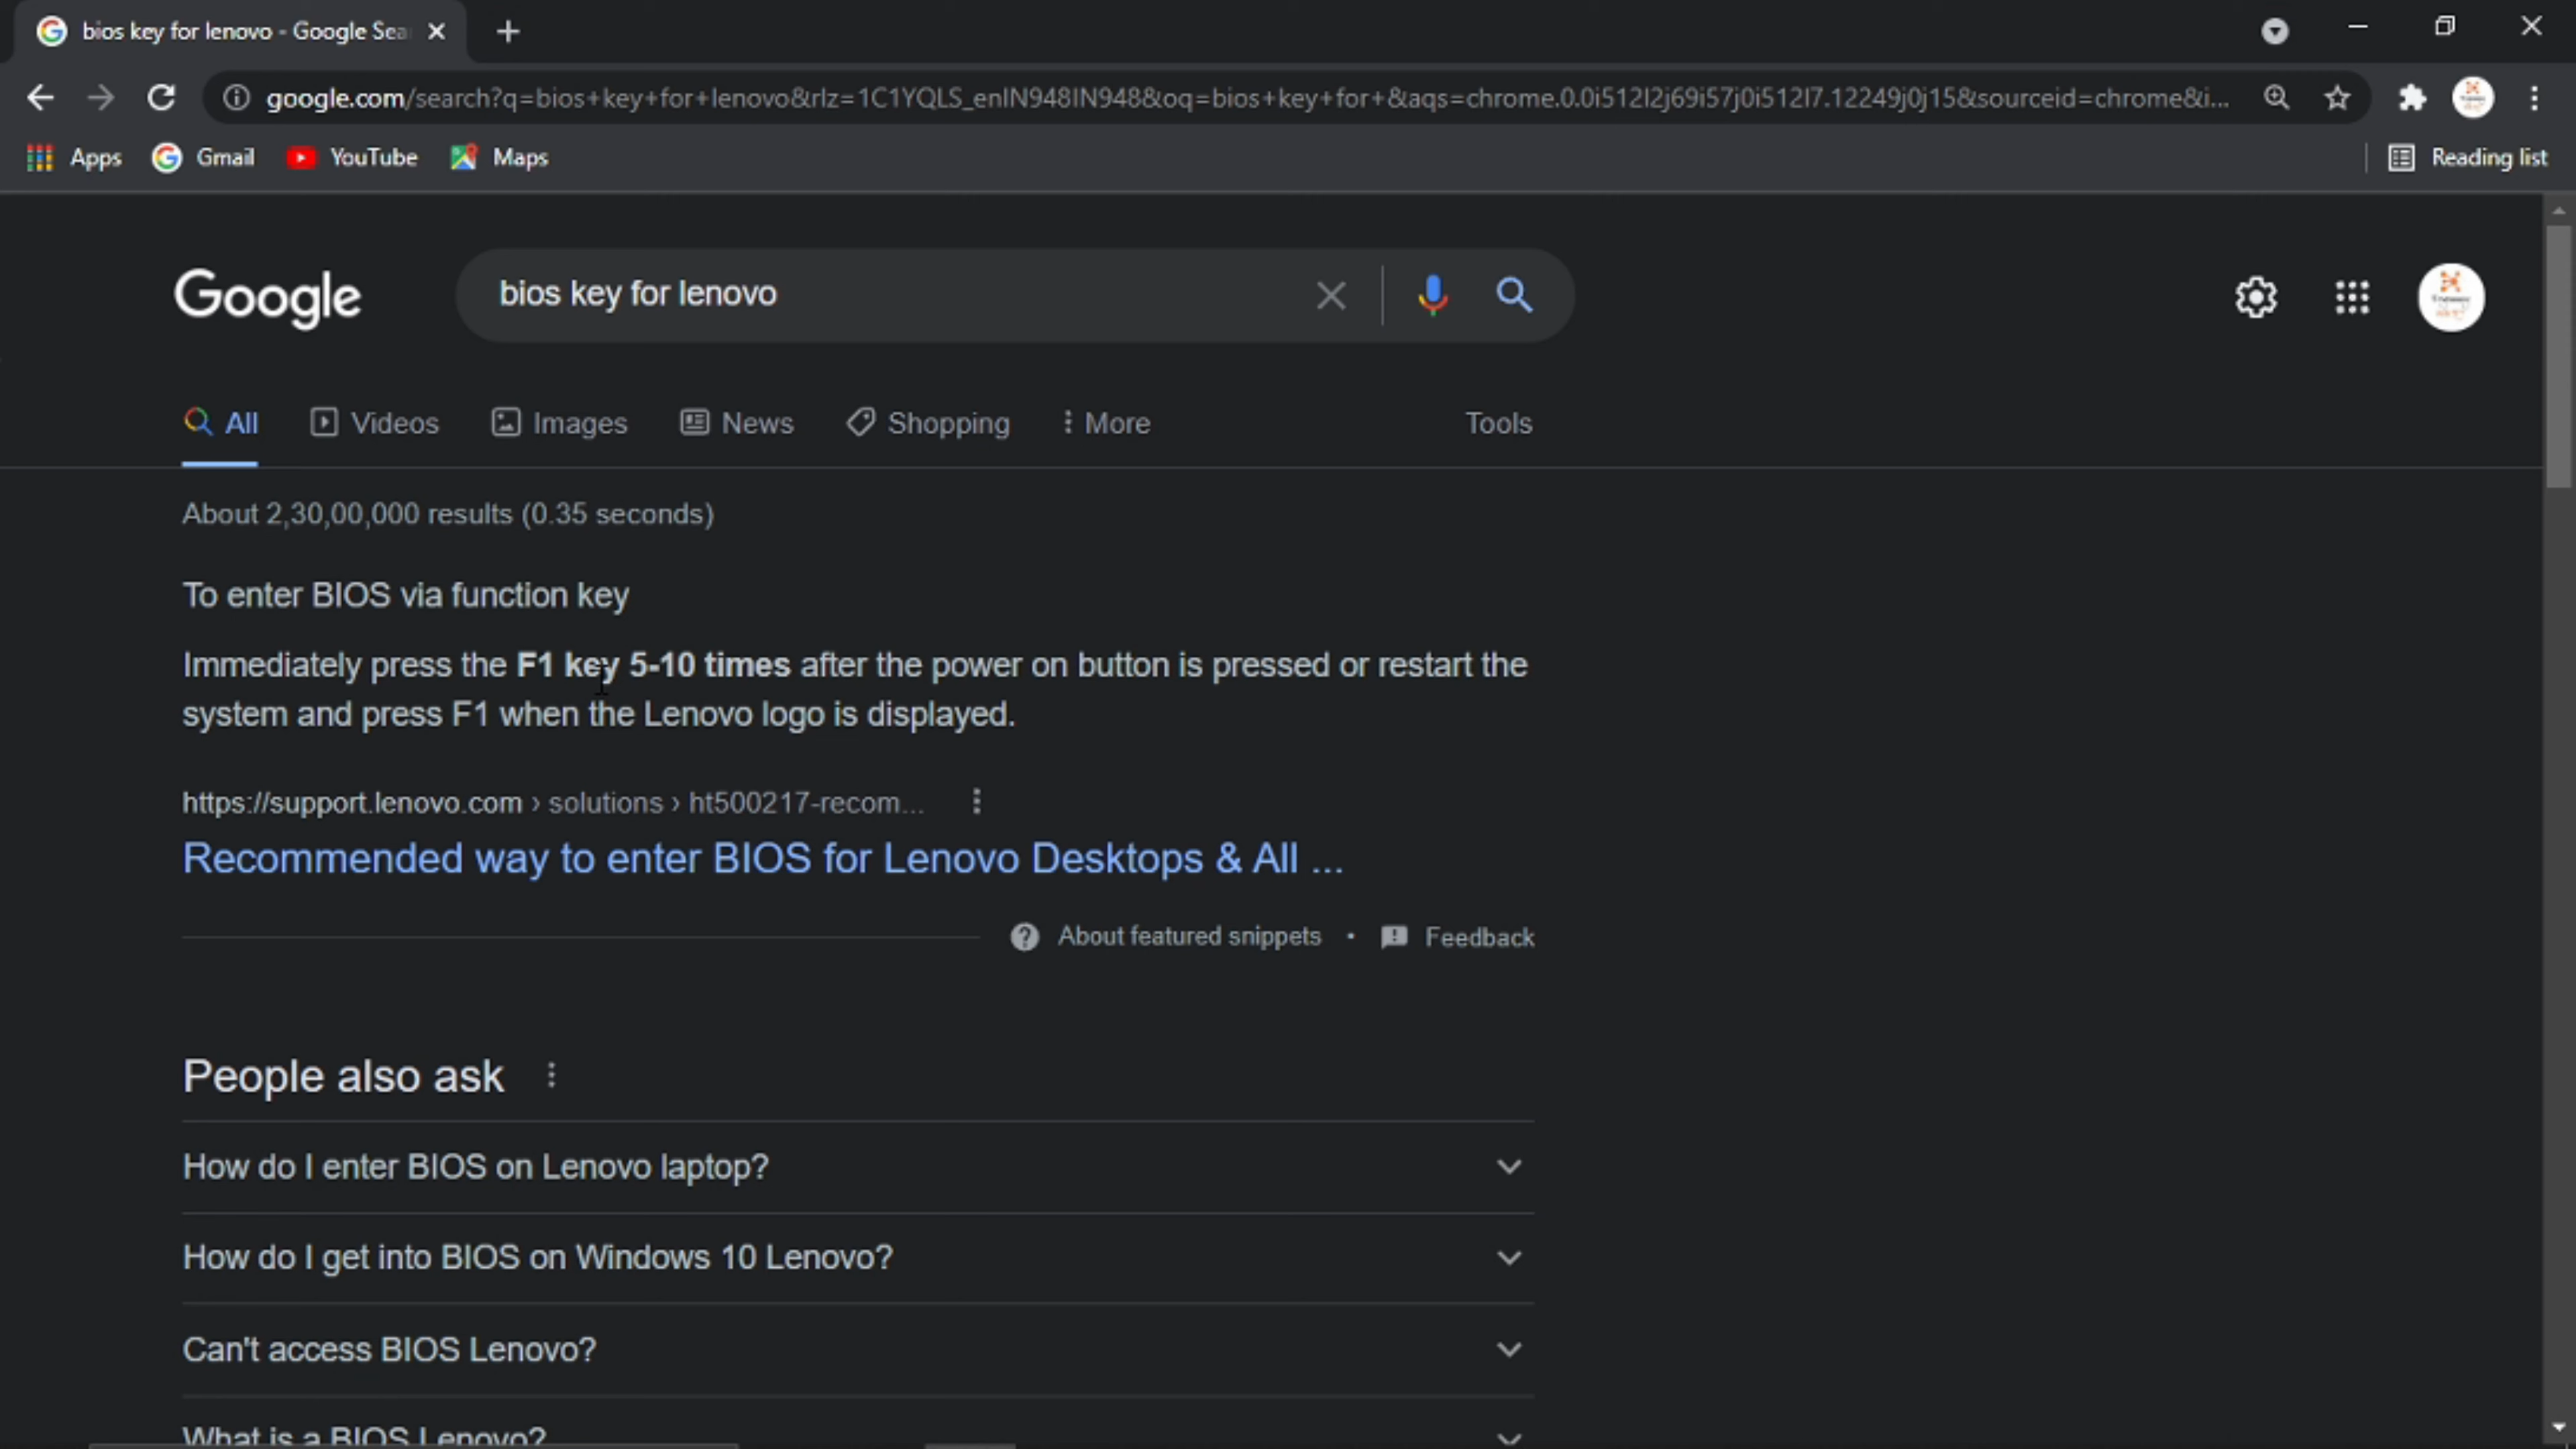 bios key for lenovo - Google Sea
google.com/search?q=bios+key+for+lenovo&rlz=1C1YQLS_enIN948IN948&oq=bios+key+for+&aqs=chrome.0.0i512l2j69i57j0i512l7.12249j0j15&sourceid=chrome&i...
Apps Gmail YouTube Maps Reading list
Google bios key for lenovo
All Videos Images News Shopping More Tools
About 2,30,00,000 results (0.35 seconds)
To enter BIOS via function key
Immediately press the F1 key 5-10 times after the power on button is pressed or restart the
system and press F1 when the Lenovo logo is displayed.
https://support.lenovo.com › solutions › ht500217-recom...
Recommended way to enter BIOS for Lenovo Desktops & All ...
About featured snippets • Feedback
People also ask
How do I enter BIOS on Lenovo laptop?
How do I get into BIOS on Windows 10 Lenovo?
Can't access BIOS Lenovo?
What is a BIOS Lenovo?